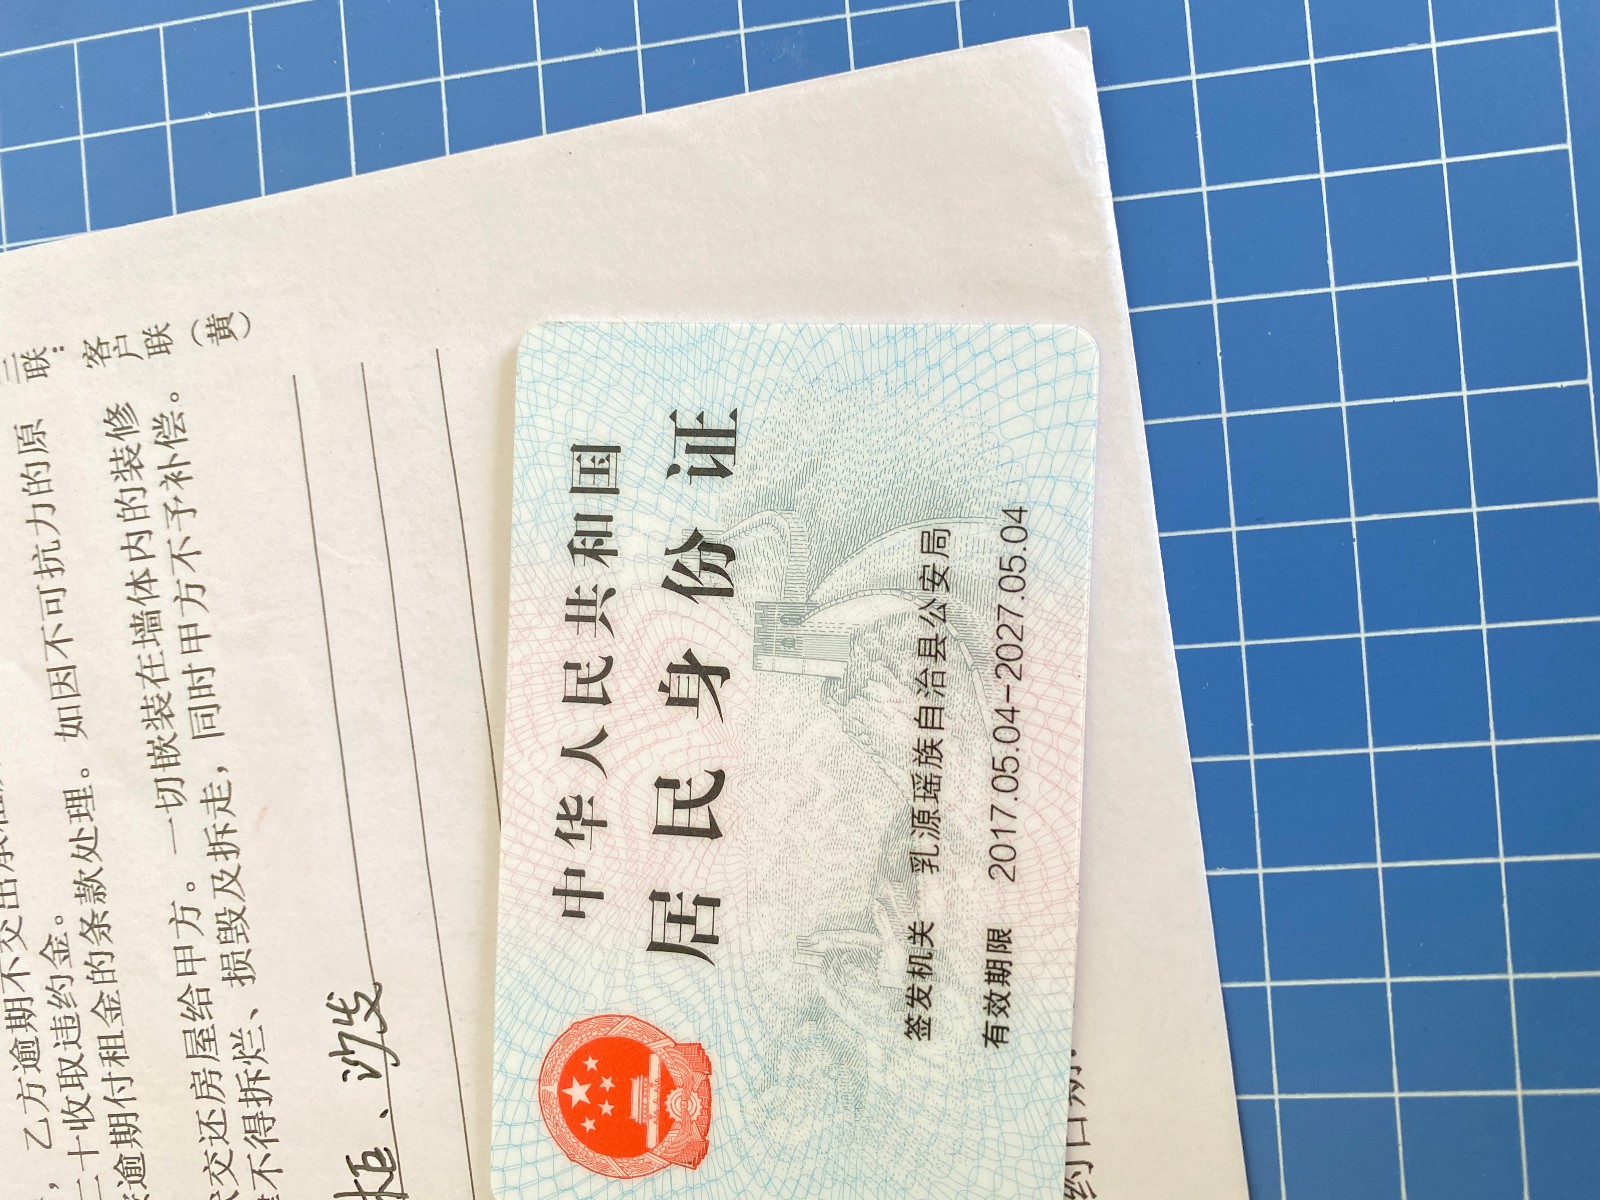 三联：
客户联
（黄）
，乙方逾期不交出
二十收取违约金。
逾期付租金的条款处理。如因不可抗力的原
交还房屋给甲方。一切嵌装在墙体内的装修
不得拆烂、损毁及拆走，同时甲方不予补偿。
柜、沙发
中华人民共和国
居民身份证
签发机关 乳源瑶族自治县公安局
有效期限 2017.05.04-2027.05.04